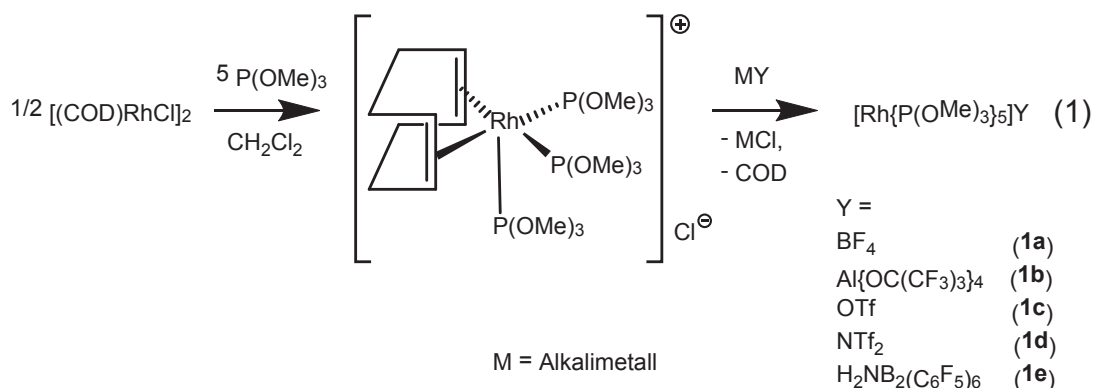 1/2 [(COD)RhCl]2
5 P(OMe)3
CH2Cl2
Rh
P(OMe)3
P(OMe)3
P(OMe)3
⊕
Cl⊖
MY
- MCl,
- COD
[Rh{P(OMe)3}5]Y (1)
Y =
BF4 (1a)
Al{OC(CF3)3}4 (1b)
OTf (1c)
NTf2 (1d)
H2NB2(C6F5)6 (1e)
M = Alkalimetall